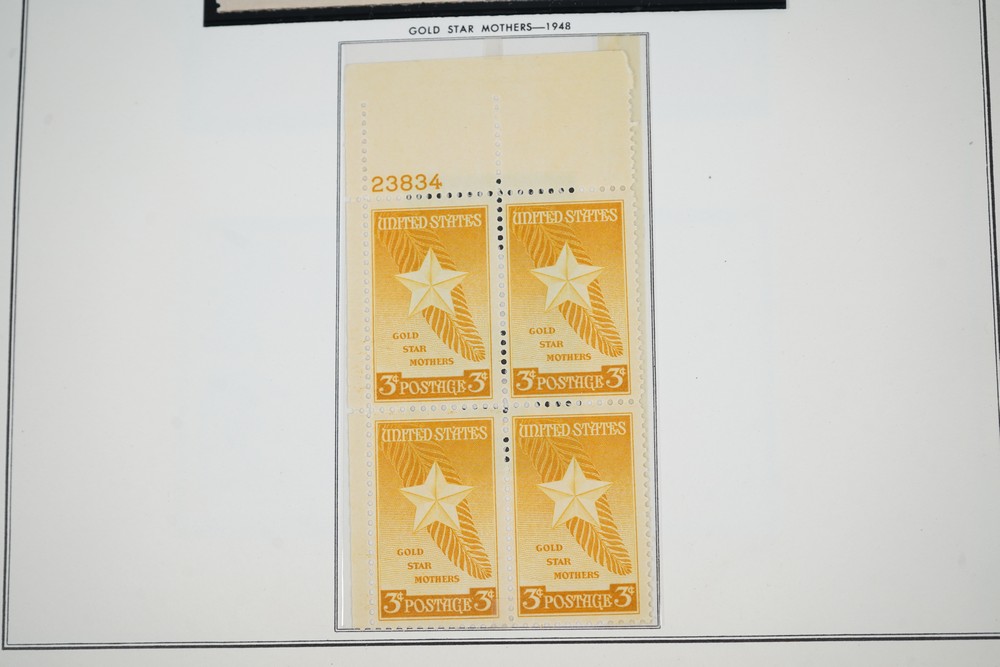 GOLD STAR MOTHERS—1948
23834
UNITED STATES
GOLD
STAR
MOTHERS
3¢ POSTAGE 3¢
UNITED STATES
GOLD
STAR
MOTHERS
3¢ POSTAGE 3¢
UNITED STATES
GOLD
STAR
MOTHERS
3¢ POSTAGE 3¢
UNITED STATES
GOLD
STAR
MOTHERS
3¢ POSTAGE 3¢